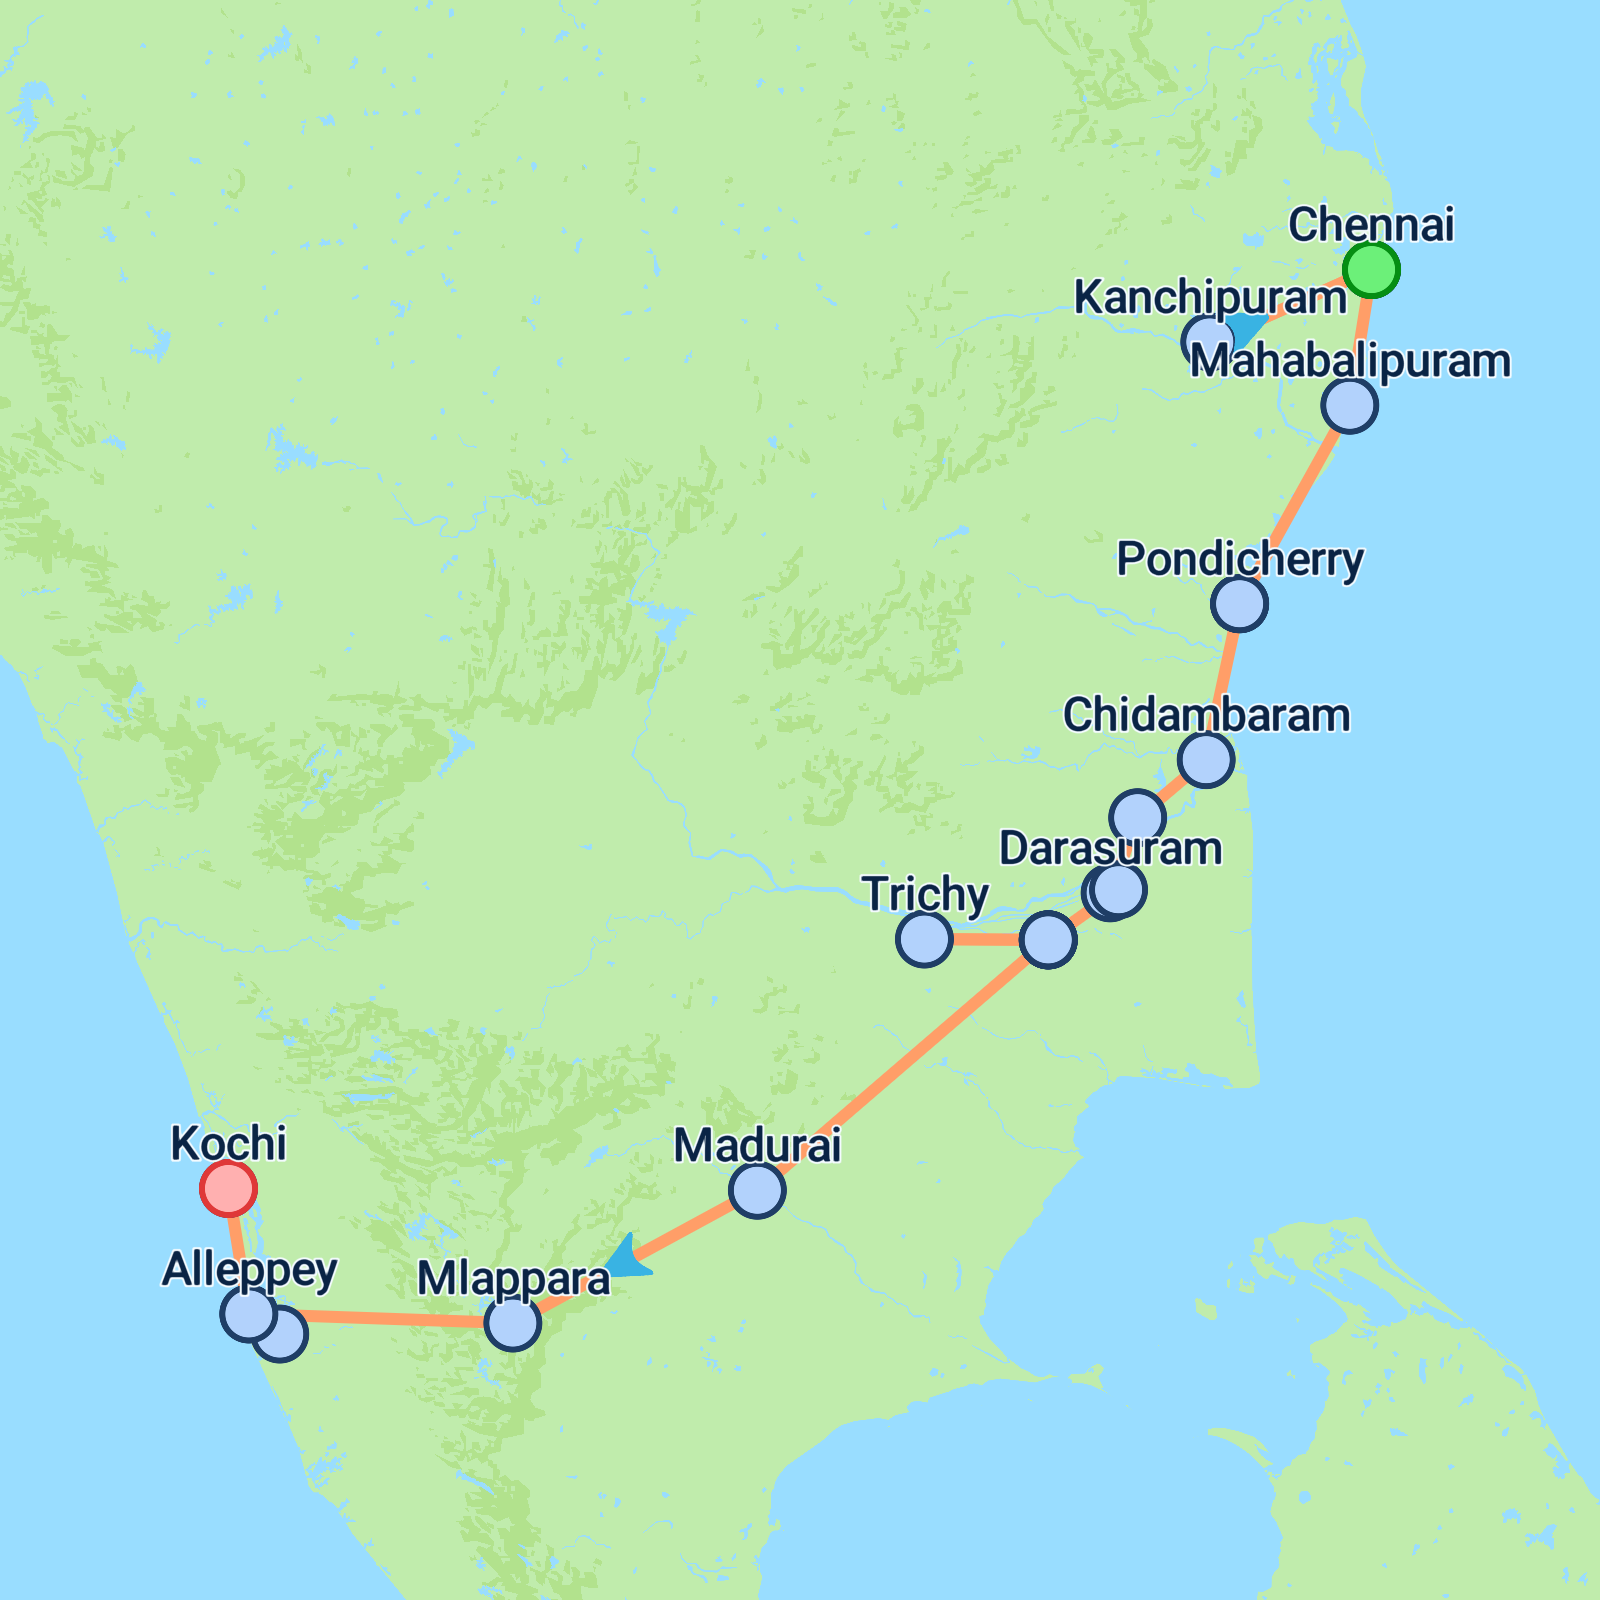 Chennai
Kanchipuram
Mahabalipuram
Pondicherry
Chidambaram
Darasuram
Trichy
Kochi
Madurai
Alleppey
Mlappara